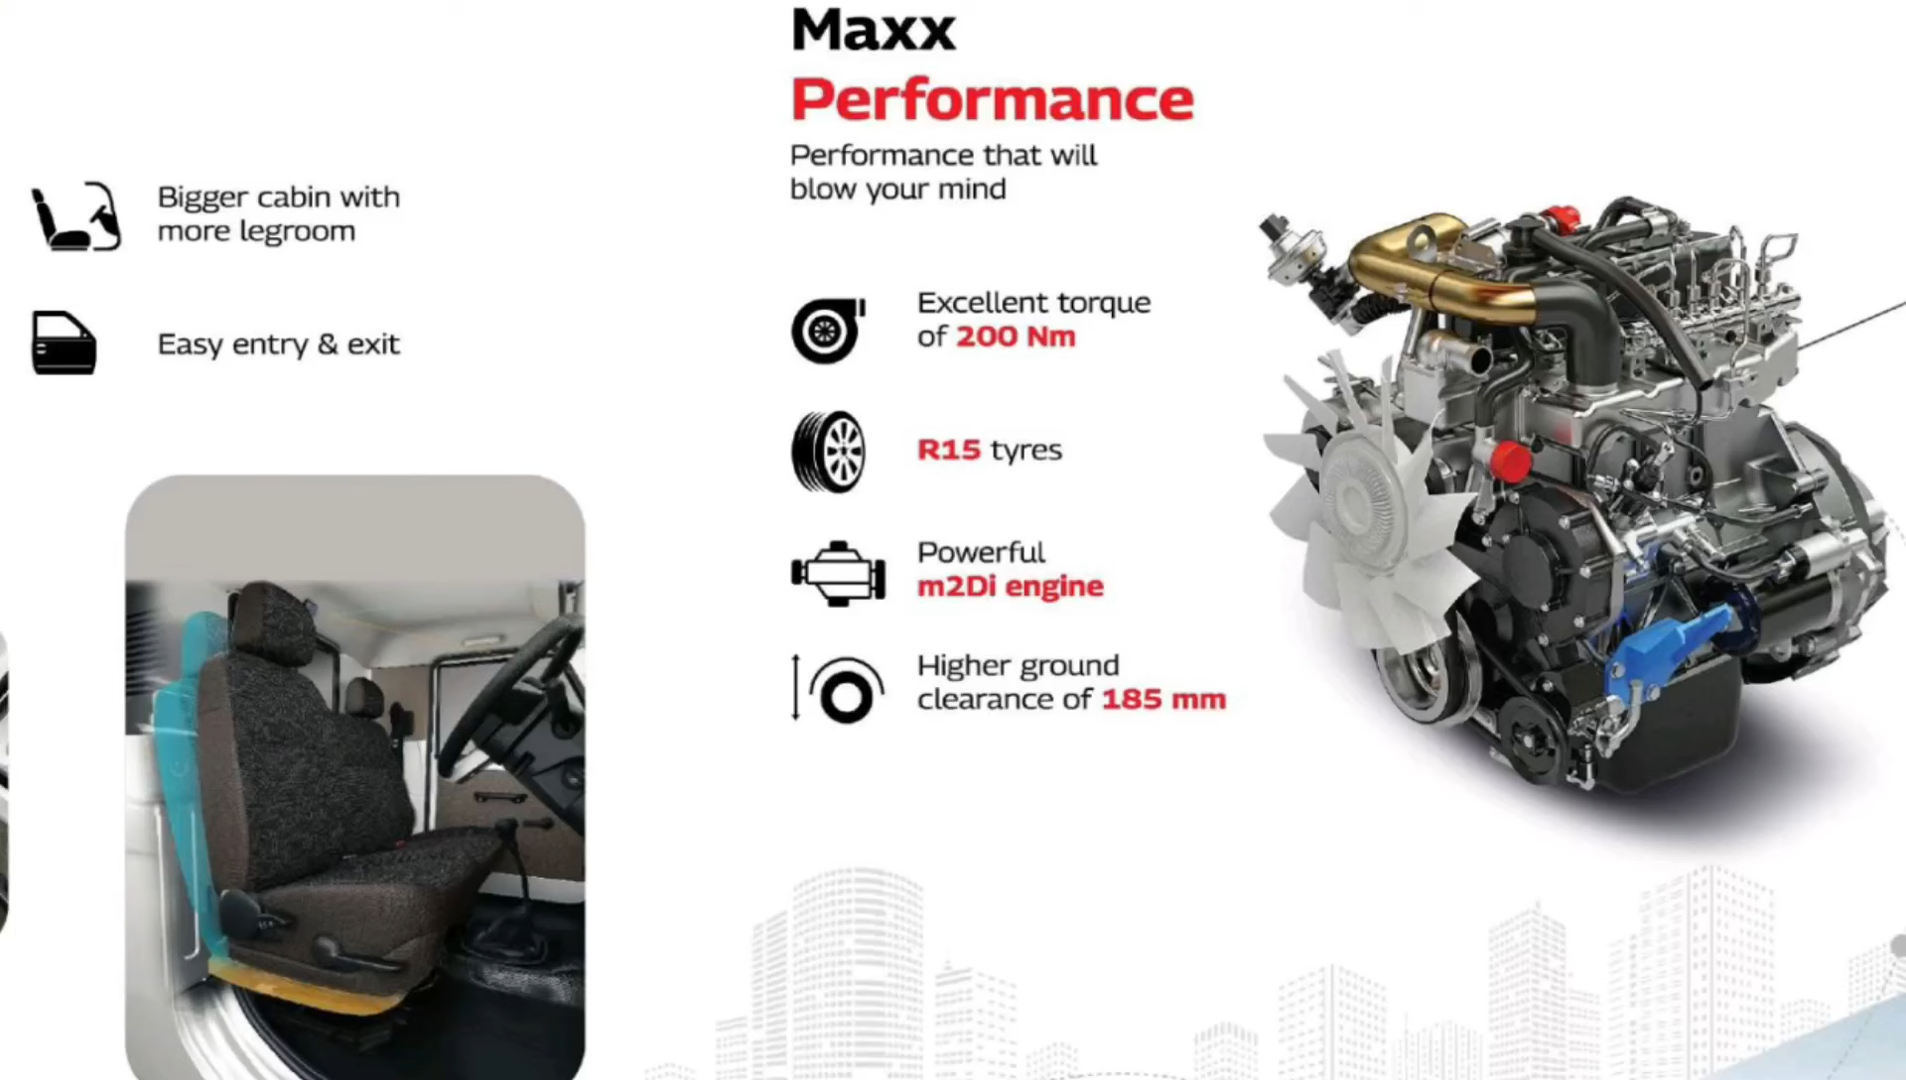 Bigger cabin with
more legroom
Easy entry & exit
Maxx
Performance
Performance that will
blow your mind
Excellent torque
of 200 Nm
R15 tyres
Powerful
m2Di engine
Higher ground
clearance of 185 mm